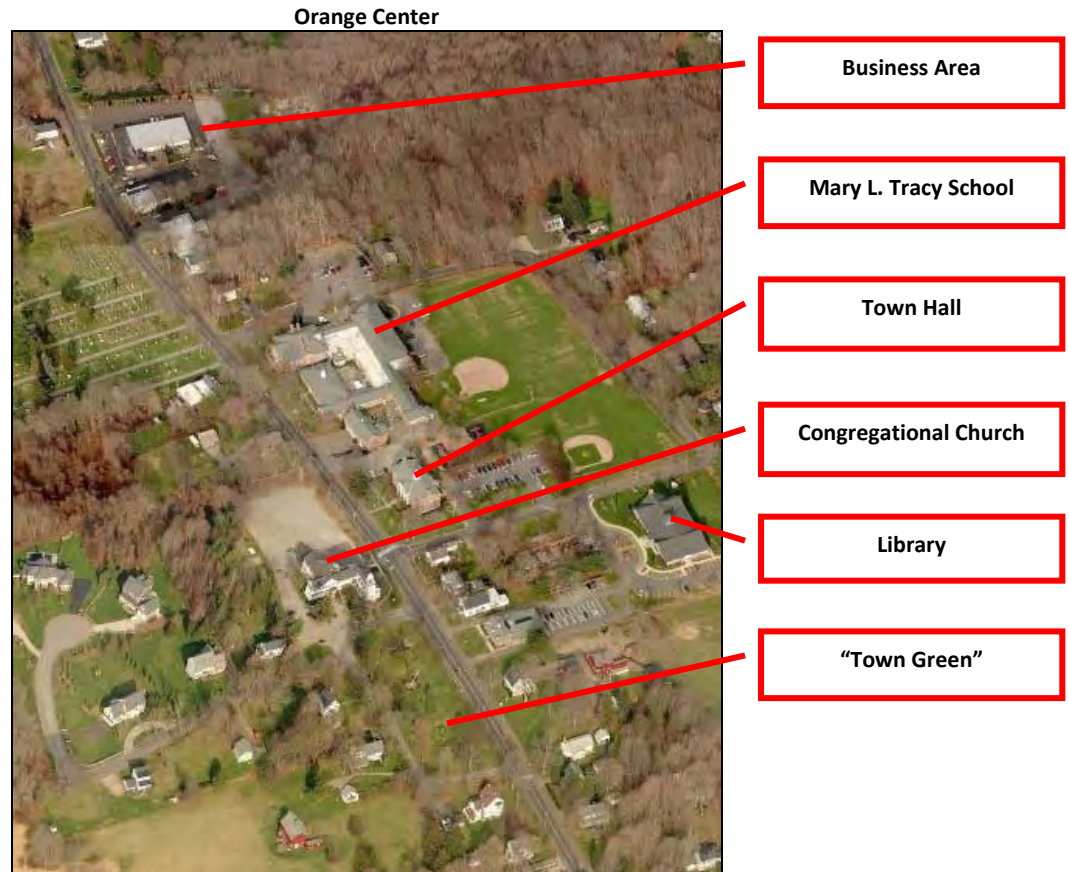 Orange Center
Business Area
Mary L. Tracy School
Town Hall
Congregational Church
Library
“Town Green”